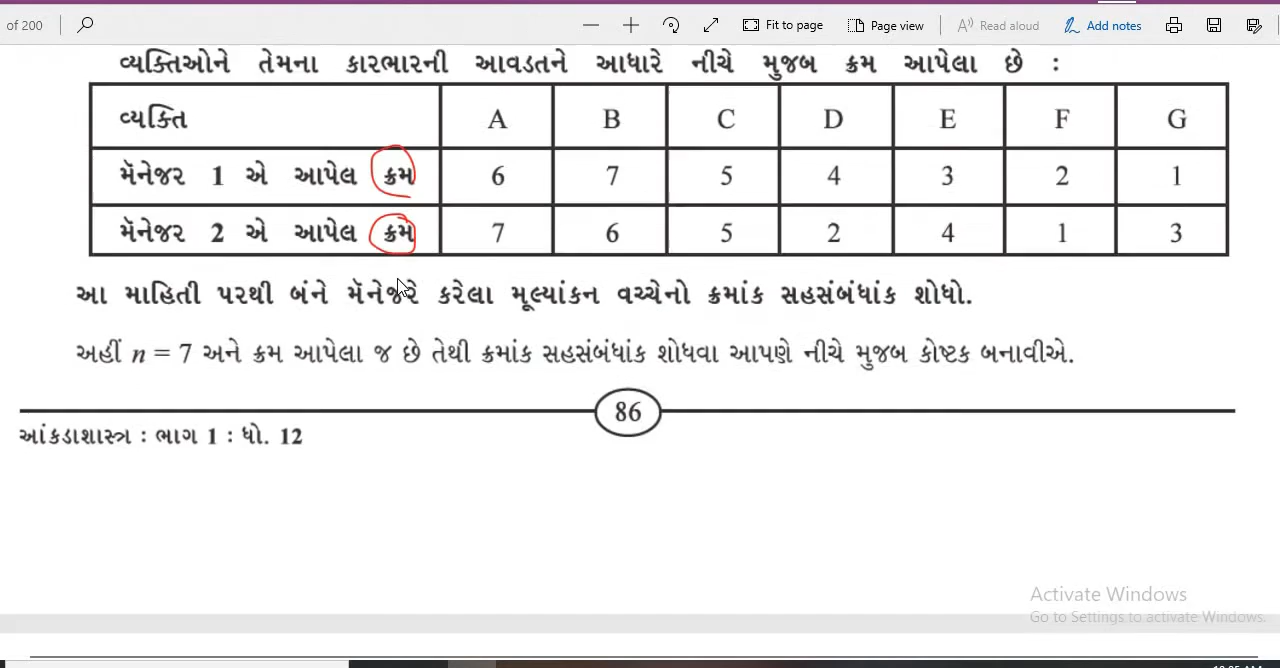 of 200 Fit to page Page view Read aloud Add notes
વ્યક્તિઓને તેમના કારભારની આવડતને આધારે નીચે મુજબ ક્રમ આપેલા છે :
વ્યક્તિ A B C D E F G
મૅનેજર 1 એ આપેલ ક્રમ 6 7 5 4 3 2 1
મૅનેજર 2 એ આપેલ ક્રમ 7 6 5 2 4 1 3
આ માહિતી પરથી બંને મૅનેજરે કરેલા મૂલ્યાંકન વચ્ચેનો ક્રમાંક સહસંબંધાંક શોધો.
અહીં n = 7 અને ક્રમ આપેલા જ છે તેથી ક્રમાંક સહસંબંધાંક શોધવા આપણે નીચે મુજબ કોષ્ટક બનાવીએ.
86
આંકડાશાસ્ત્ર : ભાગ 1 : ધો. 12
Activate Windows
Go to Settings to activate Windows.